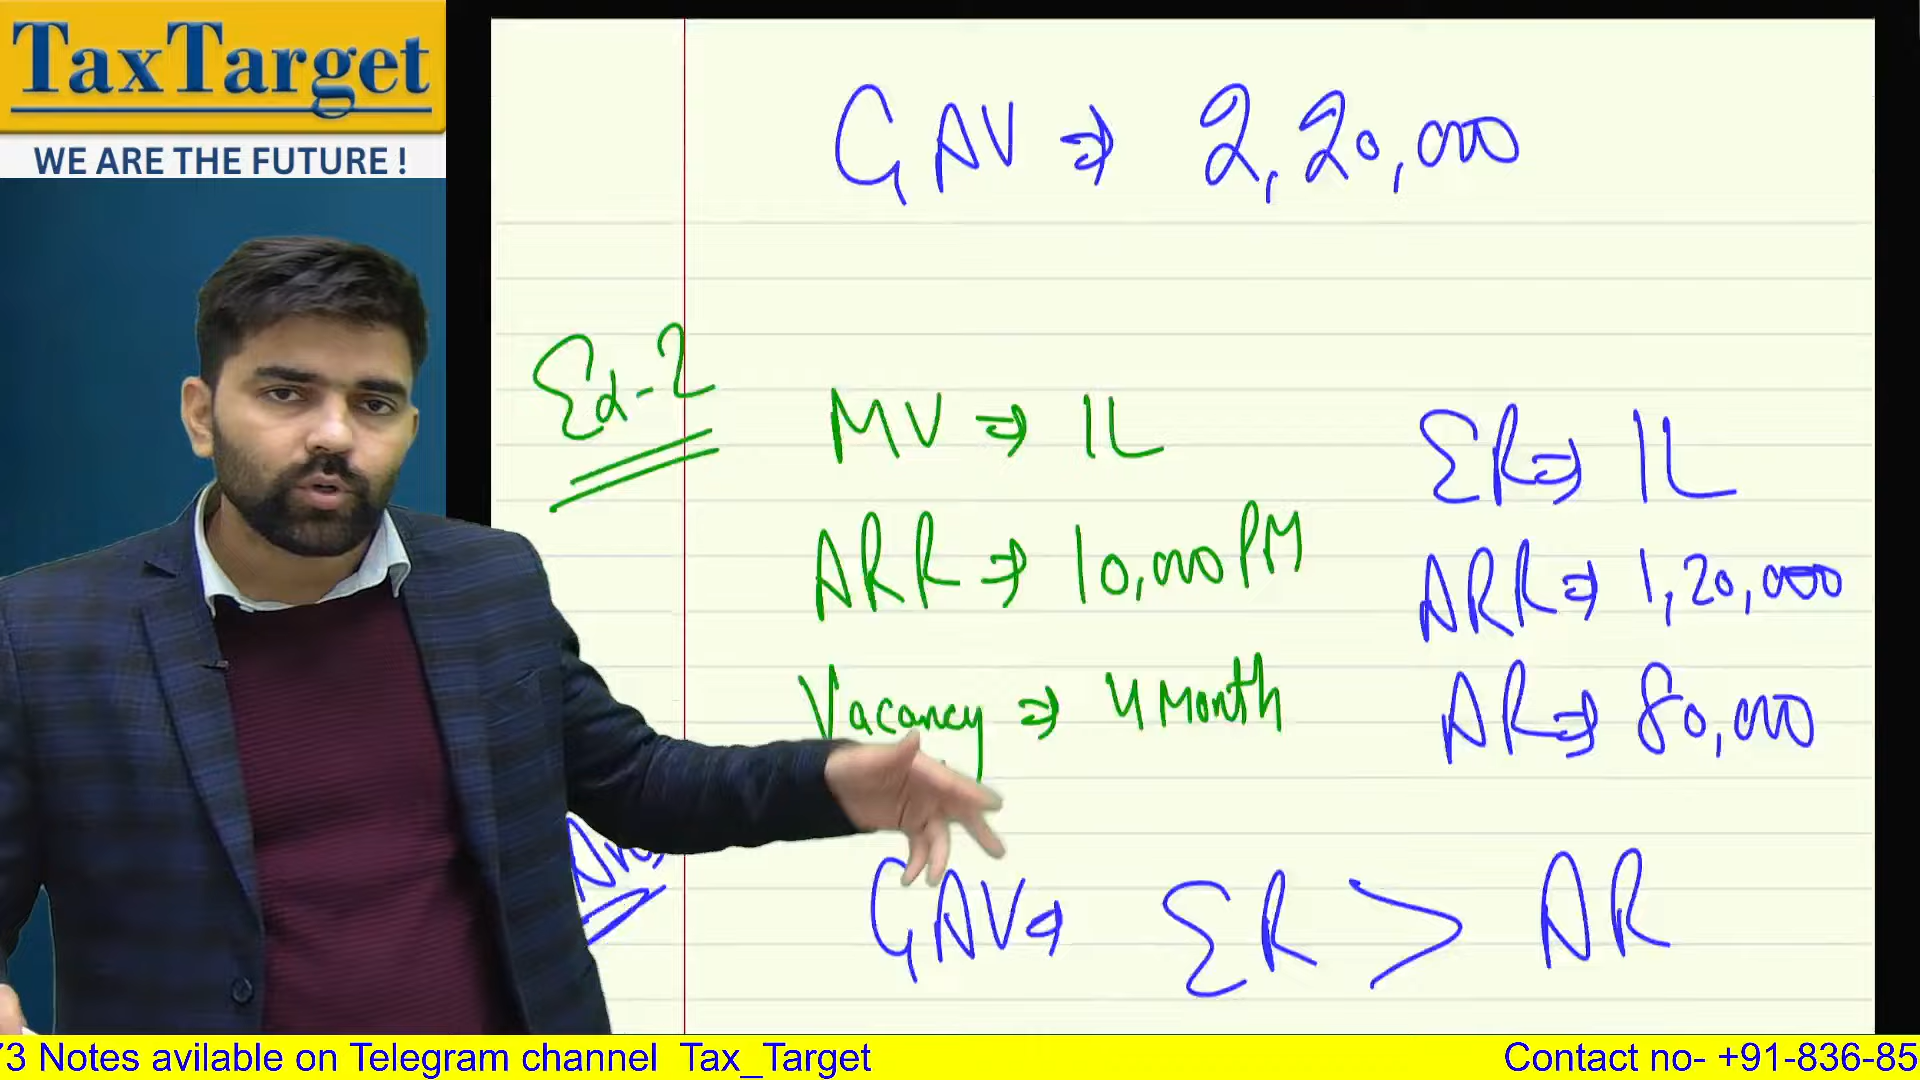 TaxTarget
WE ARE THE FUTURE !
GAV ⇒ 2,20,000
Ex-2
MV ⇒ 1L
ARR ⇒ 10,000 PM
Vacancy ⇒ 4 Month
ER ⇒ 1L
ARR ⇒ 1,20,000
AR ⇒ 80,000
Ans
GAV ⇒ ER > AR
73 Notes avilable on Telegram channel Tax_Target
Contact no- +91-836-85